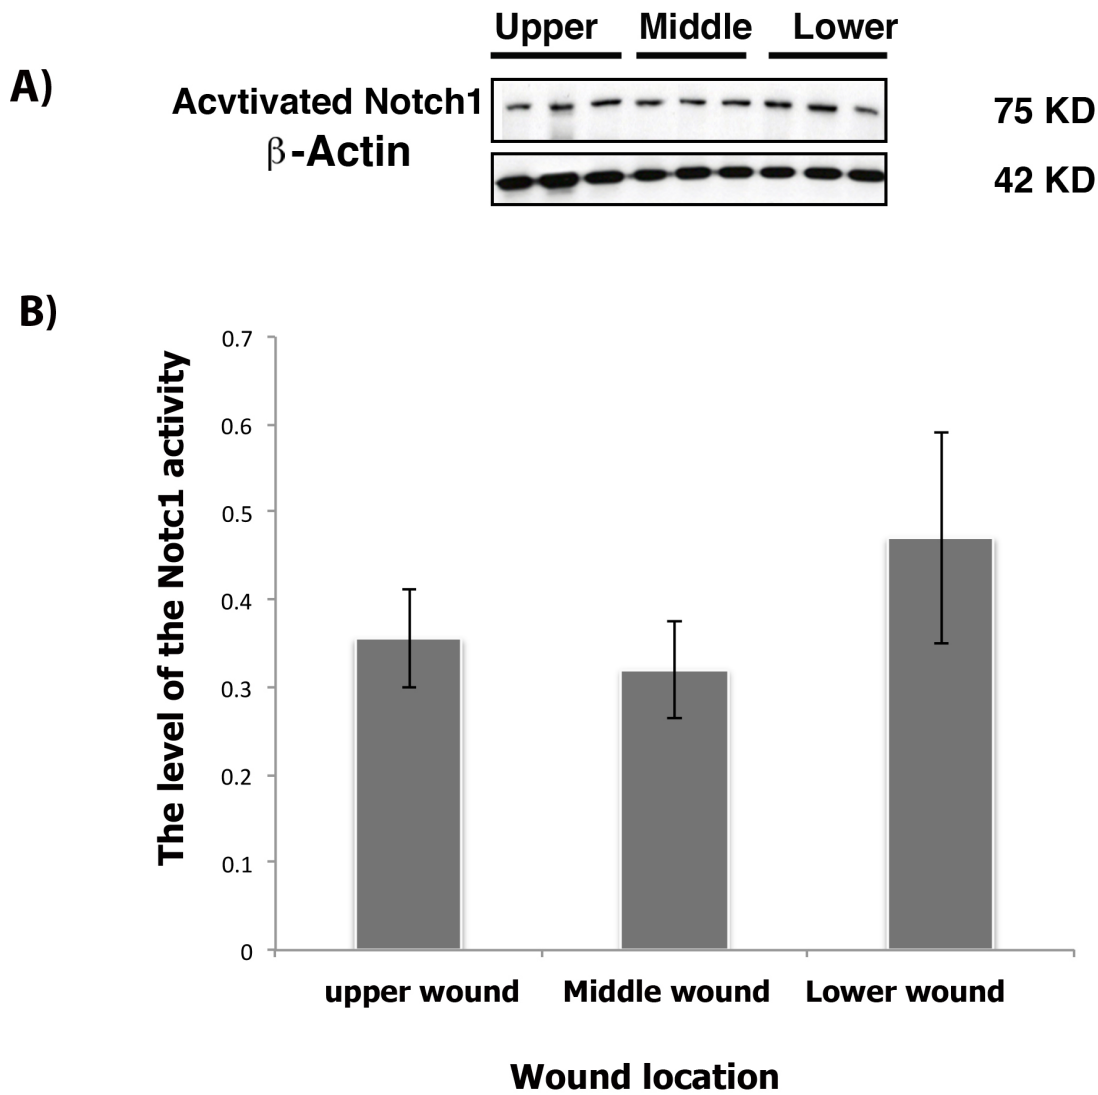 Upper Middle Lower
A)
Acvtivated Notch1
75 KD
β-Actin
42 KD
B)
The level of the Notc1 activity
0.7
0.6
0.5
0.4
0.3
0.2
0.1
0
upper wound Middle wound Lower wound
Wound location